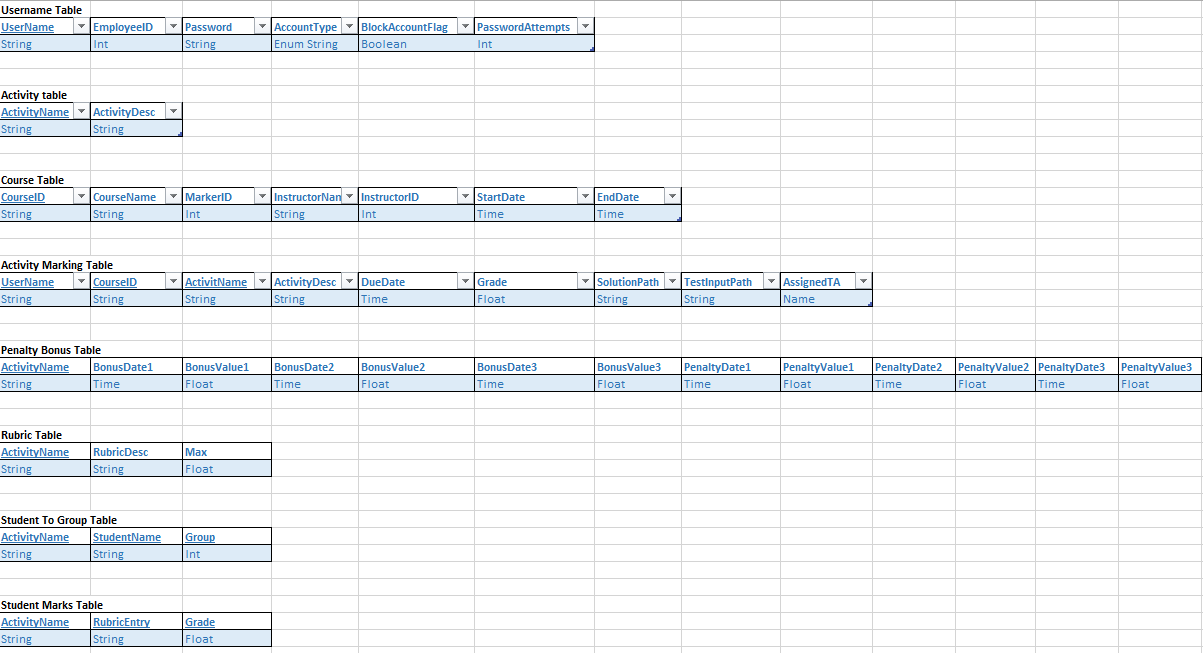 Username Table
UserName EmployeeID Password AccountType BlockAccountFlag PasswordAttempts
String Int String Enum String Boolean Int
Activity table
ActivityName ActivityDesc
String String
Course Table
CourseID CourseName MarkerID InstructorNan InstructorID StartDate EndDate
String String Int String Int Time Time
Activity Marking Table
UserName CourseID ActivitName ActivityDesc DueDate Grade SolutionPath TestInputPath AssignedTA
String String String String Time Float String String Name
Penalty Bonus Table
ActivityName BonusDate1 BonusValue1 BonusDate2 BonusValue2 BonusDate3 BonusValue3 PenaltyDate1 PenaltyValue1 PenaltyDate2 PenaltyValue2 PenaltyDate3 PenaltyValue3
String Time Float Time Float Time Float Time Float Time Float Time Float
Rubric Table
ActivityName RubricDesc Max
String String Float
Student To Group Table
ActivityName StudentName Group
String String Int
Student Marks Table
ActivityName RubricEntry Grade
String String Float